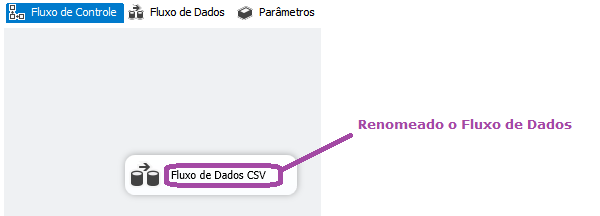 Fluxo de Controle Fluxo de Dados Parâmetros
Renomeado o Fluxo de Dados
Fluxo de Dados CSV